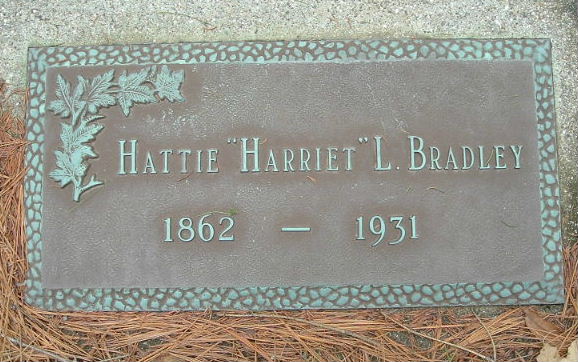 HATTIE "HARRIET" L. BRADLEY
1862 — 1931